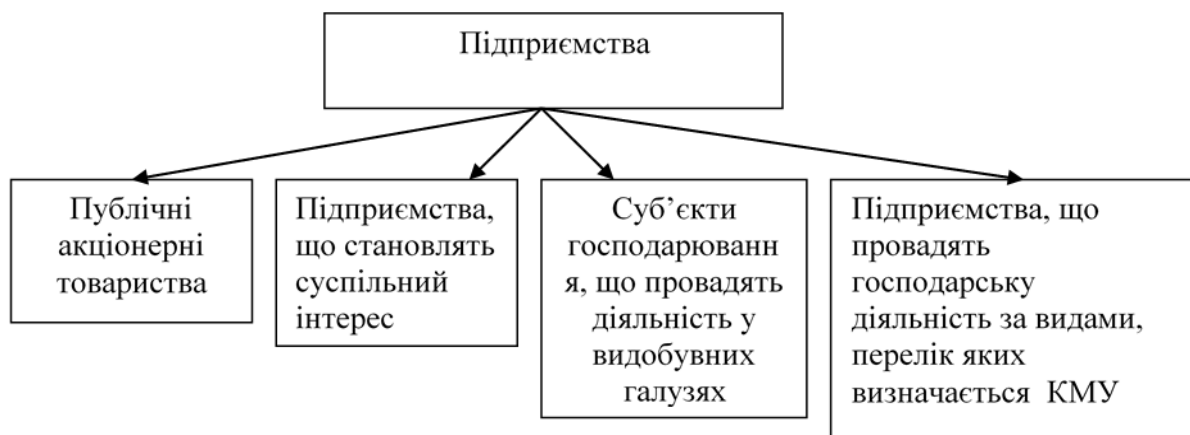 Підприємства
Публічні
акціонерні
товариства
Підприємства,
що становлять
суспільний
інтерес
Суб’єкти
господарюванн
я, що провадять
діяльність у
видобувних
галузях
Підприємства, що
провадять
господарську
діяльність за видами,
перелік яких
визначається КМУ